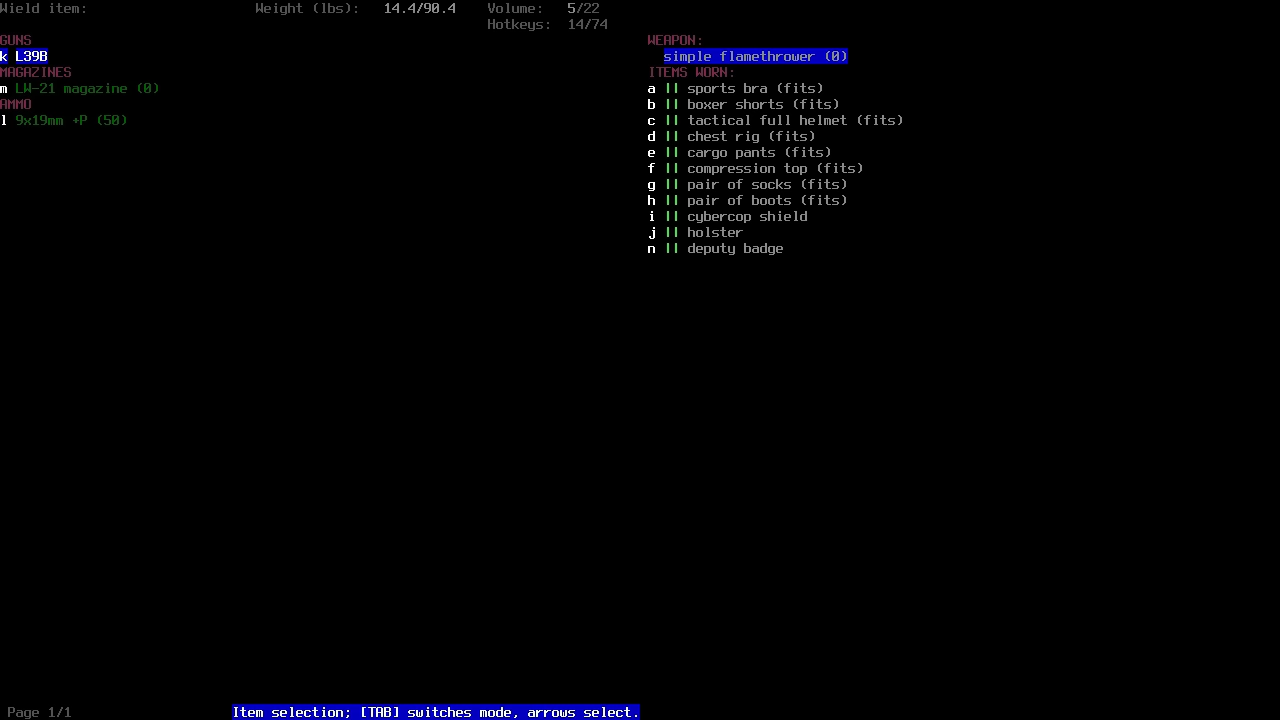 Wield item: Weight (lbs): 14.4/90.4 Volume: 5/22
Hotkeys: 14/74
GUNS
k L39B
MAGAZINES
m LW-21 magazine (0)
AMMO
l 9x19mm +P (50)
WEAPON:
simple flamethrower (0)
ITEMS WORN:
a || sports bra (fits)
b || boxer shorts (fits)
c || tactical full helmet (fits)
d || chest rig (fits)
e || cargo pants (fits)
f || compression top (fits)
g || pair of socks (fits)
h || pair of boots (fits)
i || cybercop shield
j || holster
n || deputy badge
Page 1/1 Item selection; [TAB] switches mode, arrows select.